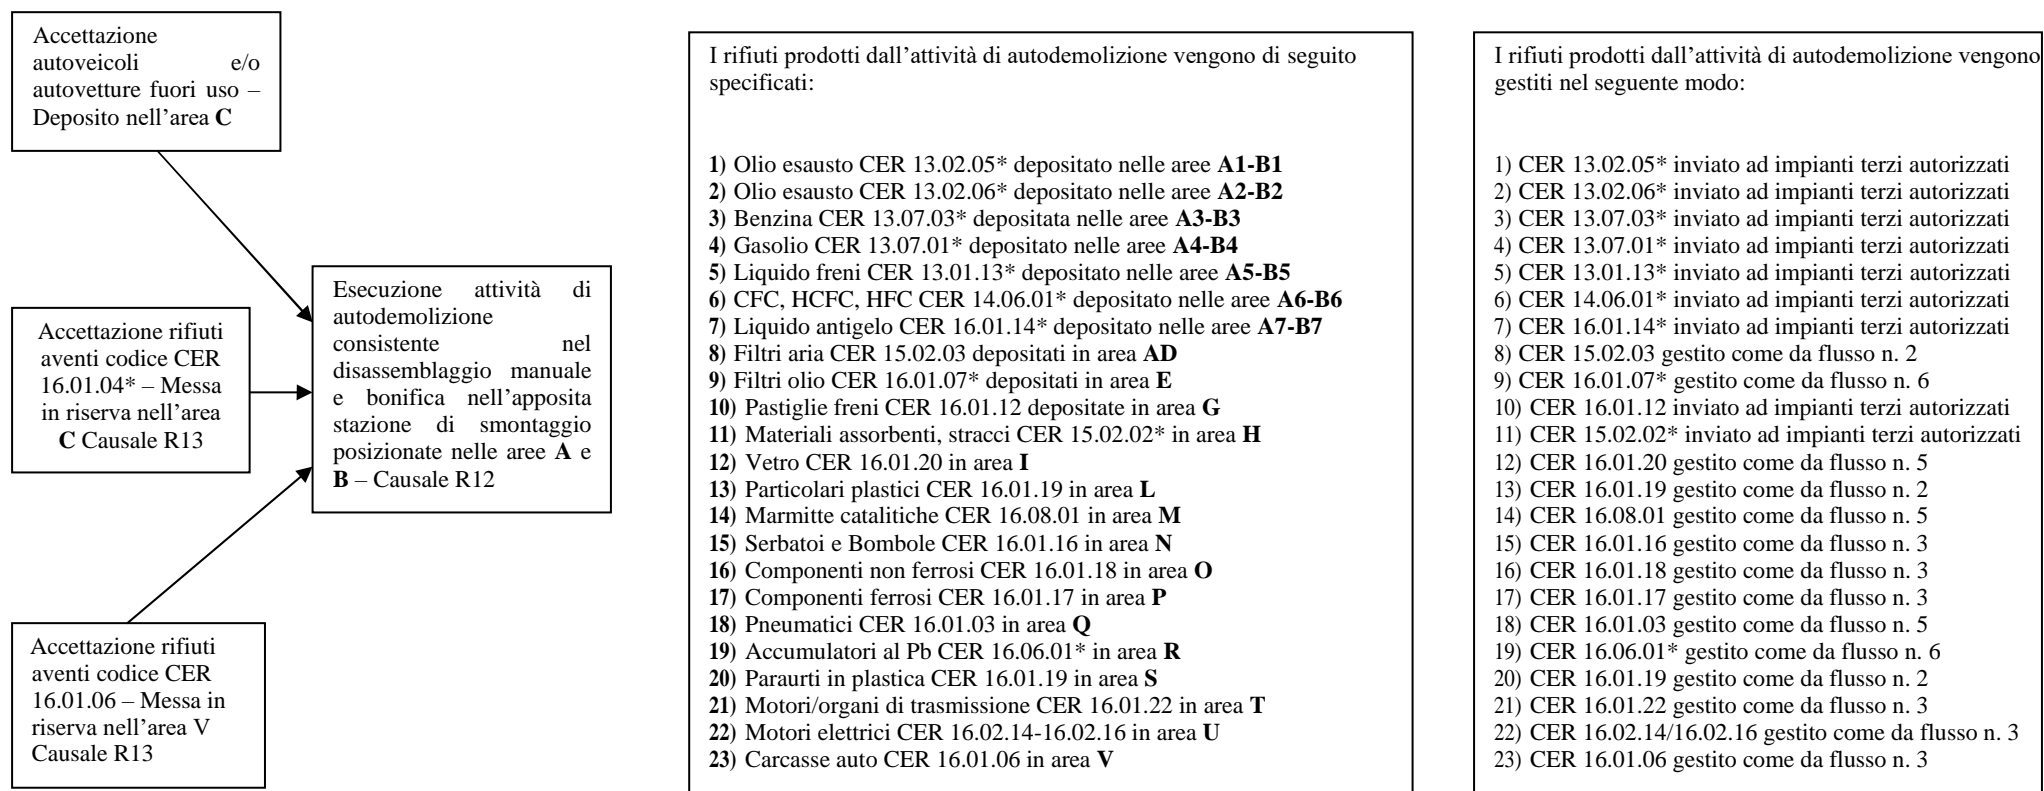 Accettazione
autoveicoli e/o
autovetture fuori uso –
Deposito nell'area C
Accettazione rifiuti
aventi codice CER
16.01.04* – Messa
in riserva nell'area
C Causale R13
Accettazione rifiuti
aventi codice CER
16.01.06 – Messa in
riserva nell'area V
Causale R13
Esecuzione attività di
autodemolizione
consistente nel
disassemblaggio manuale
e bonifica nell'apposita
stazione di smontaggio
posizionate nelle aree A e
B – Causale R12
I rifiuti prodotti dall'attività di autodemolizione vengono di seguito
specificati:
1) Olio esausto CER 13.02.05* depositato nelle aree A1-B1
2) Olio esausto CER 13.02.06* depositato nelle aree A2-B2
3) Benzina CER 13.07.03* depositata nelle aree A3-B3
4) Gasolio CER 13.07.01* depositato nelle aree A4-B4
5) Liquido freni CER 13.01.13* depositato nelle aree A5-B5
6) CFC, HCFC, HFC CER 14.06.01* depositato nelle aree A6-B6
7) Liquido antigelo CER 16.01.14* depositato nelle aree A7-B7
8) Filtri aria CER 15.02.03 depositati in area AD
9) Filtri olio CER 16.01.07* depositati in area E
10) Pastiglie freni CER 16.01.12 depositate in area G
11) Materiali assorbenti, stracci CER 15.02.02* in area H
12) Vetro CER 16.01.20 in area I
13) Particolari plastici CER 16.01.19 in area L
14) Marmitte catalitiche CER 16.08.01 in area M
15) Serbatoi e Bombole CER 16.01.16 in area N
16) Componenti non ferrosi CER 16.01.18 in area O
17) Componenti ferrosi CER 16.01.17 in area P
18) Pneumatici CER 16.01.03 in area Q
19) Accumulatori al Pb CER 16.06.01* in area R
20) Paraurti in plastica CER 16.01.19 in area S
21) Motori/organi di trasmissione CER 16.01.22 in area T
22) Motori elettrici CER 16.02.14-16.02.16 in area U
23) Carcasse auto CER 16.01.06 in area V
I rifiuti prodotti dall'attività di autodemolizione vengono
gestiti nel seguente modo:
1) CER 13.02.05* inviato ad impianti terzi autorizzati
2) CER 13.02.06* inviato ad impianti terzi autorizzati
3) CER 13.07.03* inviato ad impianti terzi autorizzati
4) CER 13.07.01* inviato ad impianti terzi autorizzati
5) CER 13.01.13* inviato ad impianti terzi autorizzati
6) CER 14.06.01* inviato ad impianti terzi autorizzati
7) CER 16.01.14* inviato ad impianti terzi autorizzati
8) CER 15.02.03 gestito come da flusso n. 2
9) CER 16.01.07* gestito come da flusso n. 6
10) CER 16.01.12 inviato ad impianti terzi autorizzati
11) CER 15.02.02* inviato ad impianti terzi autorizzati
12) CER 16.01.20 gestito come da flusso n. 5
13) CER 16.01.19 gestito come da flusso n. 2
14) CER 16.08.01 gestito come da flusso n. 5
15) CER 16.01.16 gestito come da flusso n. 3
16) CER 16.01.18 gestito come da flusso n. 3
17) CER 16.01.17 gestito come da flusso n. 3
18) CER 16.01.03 gestito come da flusso n. 5
19) CER 16.06.01* gestito come da flusso n. 6
20) CER 16.01.19 gestito come da flusso n. 2
21) CER 16.01.22 gestito come da flusso n. 3
22) CER 16.02.14/16.02.16 gestito come da flusso n. 3
23) CER 16.01.06 gestito come da flusso n. 3